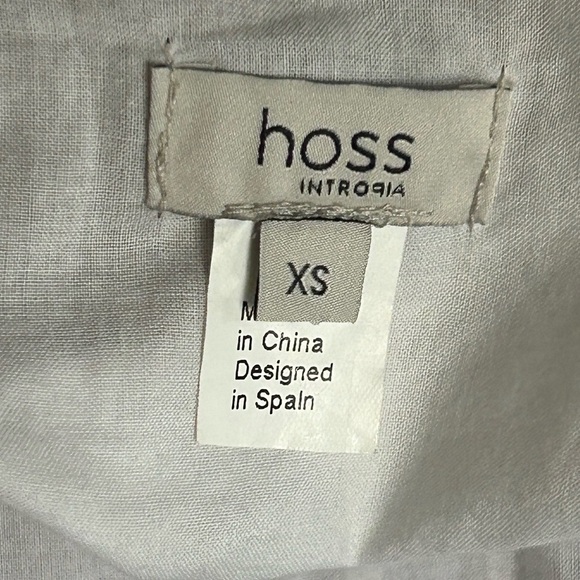 hoss
INTROPIA
XS
M
in China
Designed
in Spain